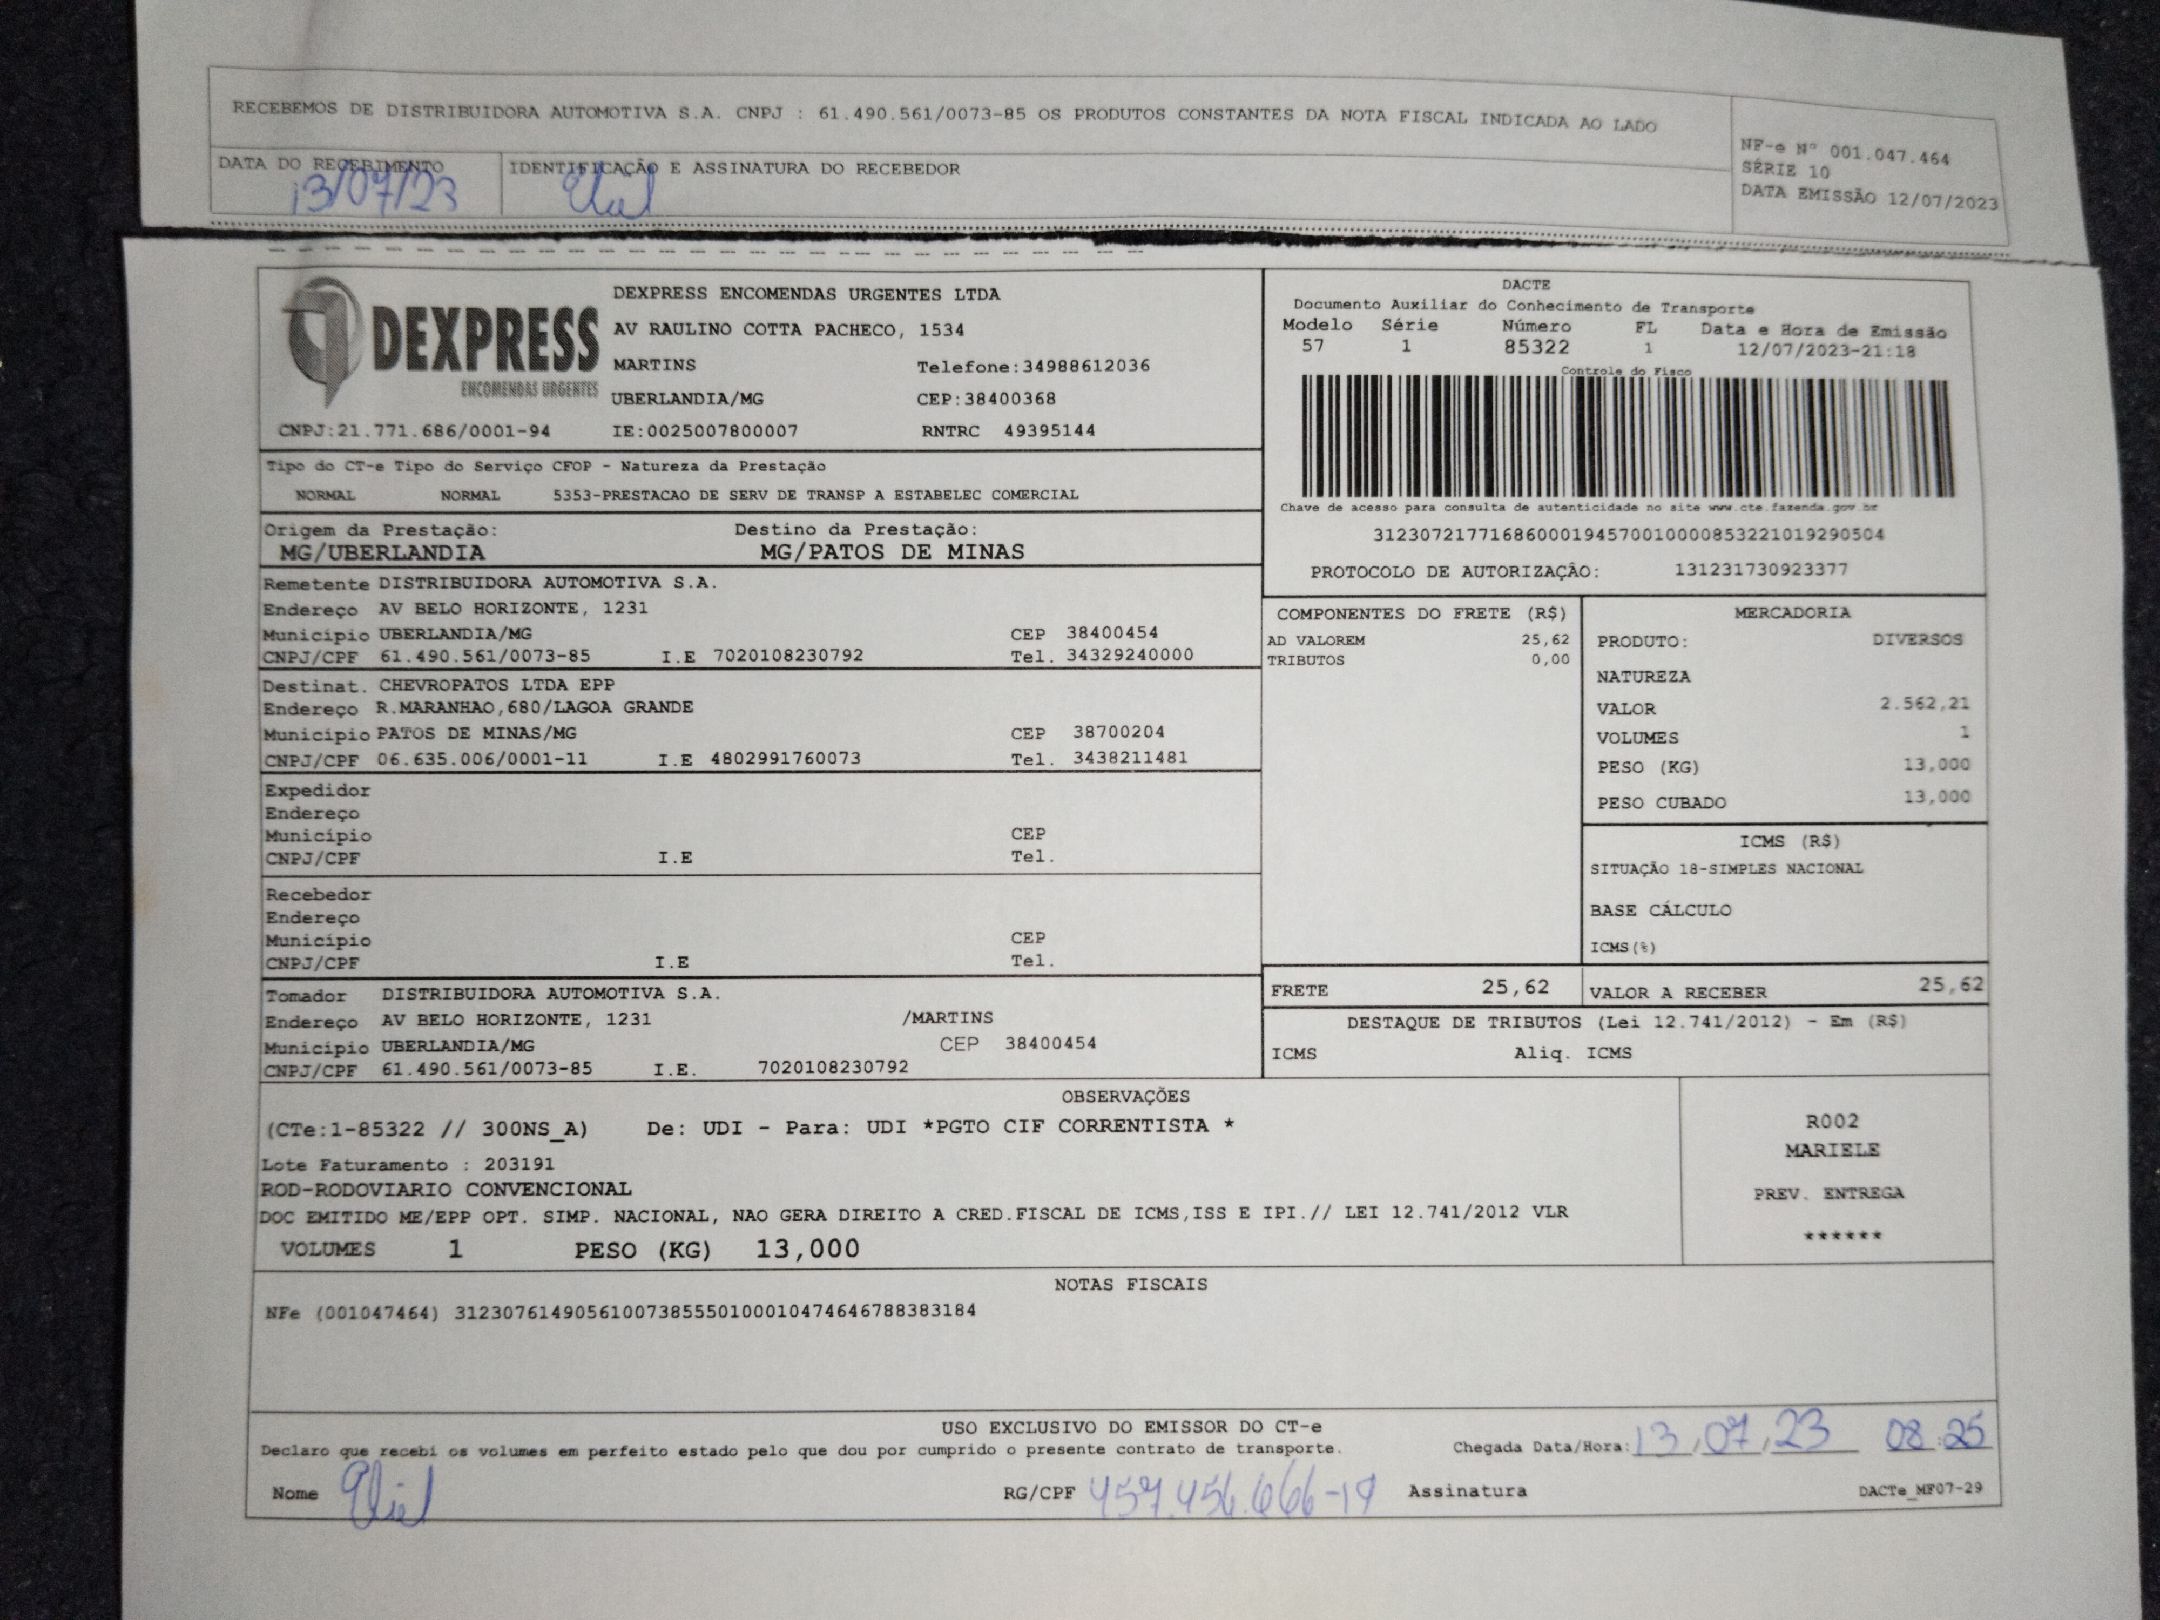 RECEBEMOS DE DISTRIBUIDORA AUTOMOTIVA S.A. CNPJ : 61.490.561/0073-85 OS PRODUTOS CONSTANTES DA NOTA FISCAL INDICADA AO LADO
NF-e Nº 001.047.464
SÉRIE 10
DATA EMISSÃO 12/07/2023
DATA DO RECEBIMENTO
13/07/23
IDENTIFICAÇÃO E ASSINATURA DO RECEBEDOR
DEXPRESS
ENCOMENDAS URGENTES
DEXPRESS ENCOMENDAS URGENTES LTDA
AV RAULINO COTTA PACHECO, 1534
MARTINS Telefone:34988612036
UBERLANDIA/MG CEP:38400368
CNPJ:21.771.686/0001-94 IE:0025007800007 RNTRC 49395144
DACTE
Documento Auxiliar do Conhecimento de Transporte
Modelo Série Número FL Data e Hora de Emissão
57 1 85322 1 12/07/2023-21:18
Controle do Fisco
Chave de acesso para consulta de autenticidade no site www.cte.fazenda.gov.br
31230721771686000194570010000853221019290504
PROTOCOLO DE AUTORIZAÇÃO: 131231730923377
Tipo do CT-e Tipo do Serviço CFOP - Natureza da Prestação
NORMAL NORMAL 5353-PRESTACAO DE SERV DE TRANSP A ESTABELEC COMERCIAL
Origem da Prestação: Destino da Prestação:
MG/UBERLANDIA MG/PATOS DE MINAS
Remetente DISTRIBUIDORA AUTOMOTIVA S.A.
Endereço AV BELO HORIZONTE, 1231
Município UBERLANDIA/MG CEP 38400454
CNPJ/CPF 61.490.561/0073-85 I.E 7020108230792 Tel. 34329240000
Destinat. CHEVROPATOS LTDA EPP
Endereço R.MARANHAO,680/LAGOA GRANDE
Município PATOS DE MINAS/MG CEP 38700204
CNPJ/CPF 06.635.006/0001-11 I.E 4802991760073 Tel. 3438211481
Expedidor
Endereço
Município CEP
CNPJ/CPF I.E Tel.
Recebedor
Endereço
Município CEP
CNPJ/CPF I.E Tel.
Tomador DISTRIBUIDORA AUTOMOTIVA S.A.
Endereço AV BELO HORIZONTE, 1231 /MARTINS
Município UBERLANDIA/MG CEP 38400454
CNPJ/CPF 61.490.561/0073-85 I.E. 7020108230792
COMPONENTES DO FRETE (R$)
AD VALOREM 25,62
TRIBUTOS 0,00
MERCADORIA
PRODUTO: DIVERSOS
NATUREZA
VALOR 2.562,21
VOLUMES 1
PESO (KG) 13,000
PESO CUBADO 13,000
ICMS (R$)
SITUAÇÃO 18-SIMPLES NACIONAL
BASE CÁLCULO
ICMS(%)
FRETE 25,62 VALOR A RECEBER 25,62
DESTAQUE DE TRIBUTOS (Lei 12.741/2012) - Em (R$)
ICMS Aliq. ICMS
OBSERVAÇÕES
(CTe:1-85322 // 300NS_A) De: UDI - Para: UDI *PGTO CIF CORRENTISTA *
Lote Faturamento : 203191
ROD-RODOVIARIO CONVENCIONAL
DOC EMITIDO ME/EPP OPT. SIMP. NACIONAL, NAO GERA DIREITO A CRED.FISCAL DE ICMS,ISS E IPI.// LEI 12.741/2012 VLR
VOLUMES 1 PESO (KG) 13,000
R002
MARIELE
PREV. ENTREGA
******
NOTAS FISCAIS
NFe (001047464) 31230761490561007385550100010474646788383184
USO EXCLUSIVO DO EMISSOR DO CT-e
Declaro que recebi os volumes em perfeito estado pelo que dou por cumprido o presente contrato de transporte.
Chegada Data/Hora: 13,07,23 08:25
Nome
RG/CPF 457.456.666-19 Assinatura
DACTe_MF07-29